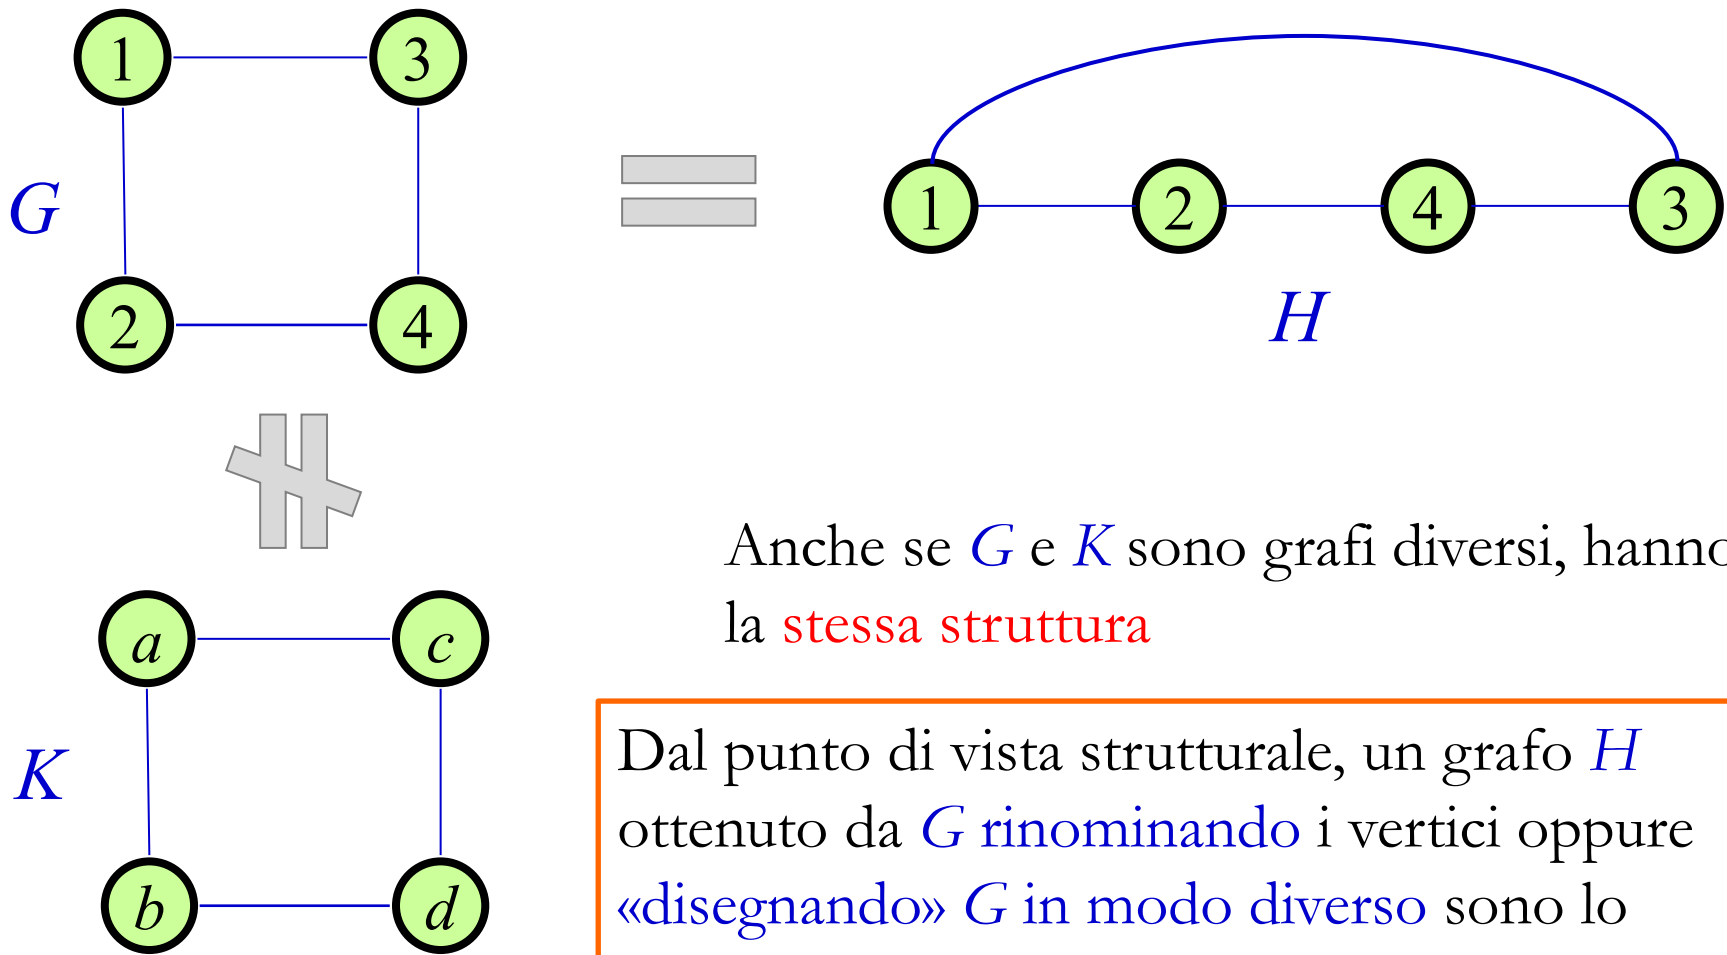 1 3
G
2 4
1 2 4 3
H
Anche se G e K sono grafi diversi, hanno
la stessa struttura
a c
K
b d
Dal punto di vista strutturale, un grafo H
ottenuto da G rinominando i vertici oppure
«disegnando» G in modo diverso sono lo